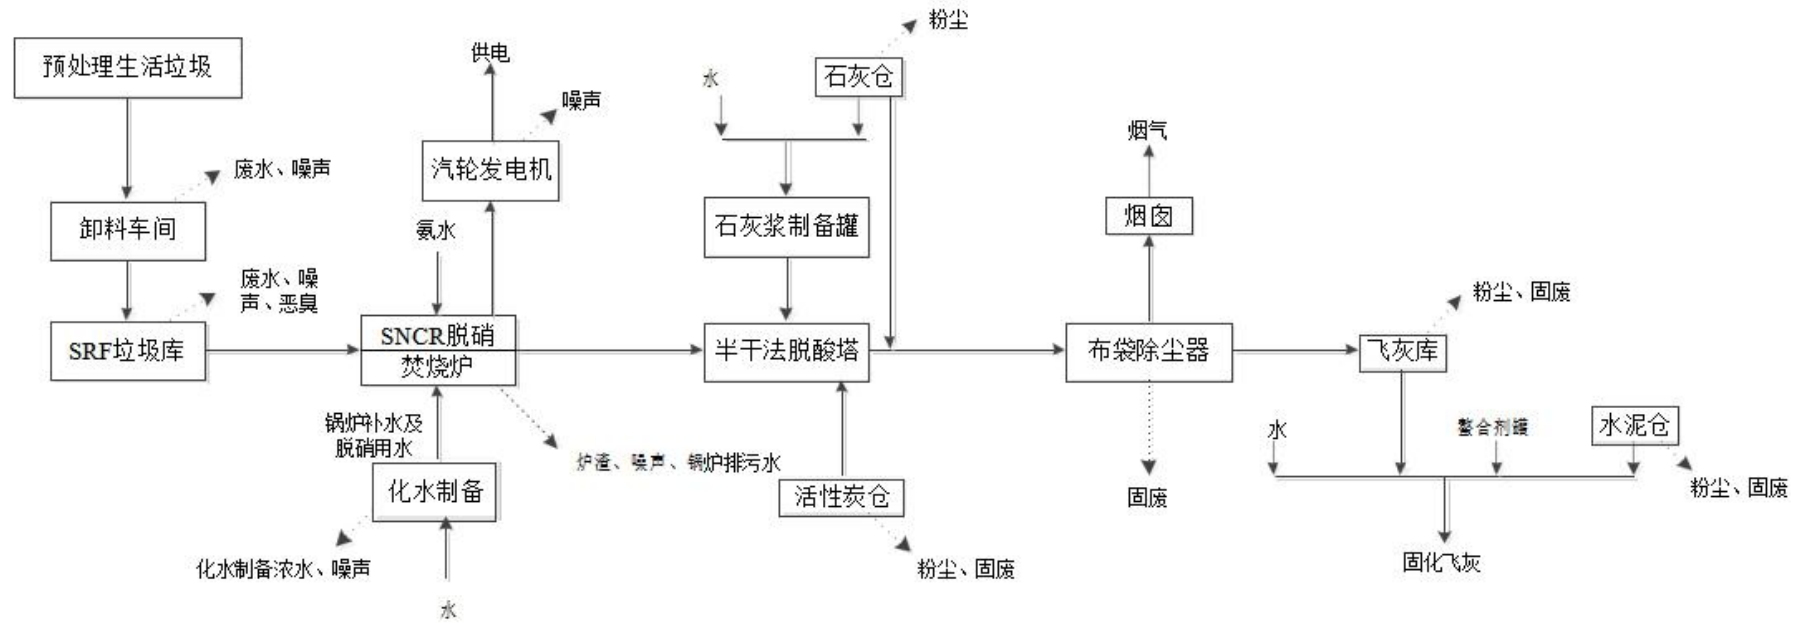 粉尘
预处理生活垃圾
供电
水
石灰仓
噪声
烟气
废水、噪声
汽轮发电机
卸料车间
氨水
石灰浆制备罐
烟囱
废水、噪
声、恶臭
粉尘、固废
SRF垃圾库
SNCR脱硝
焚烧炉
半干法脱酸塔
布袋除尘器
飞灰库
锅炉补水及
脱硝用水
炉渣、噪声、锅炉排污水
水
螯合剂罐
水泥仓
化水制备
活性炭仓
固废
粉尘、固废
化水制备浓水、噪声
粉尘、固废
固化飞灰
水